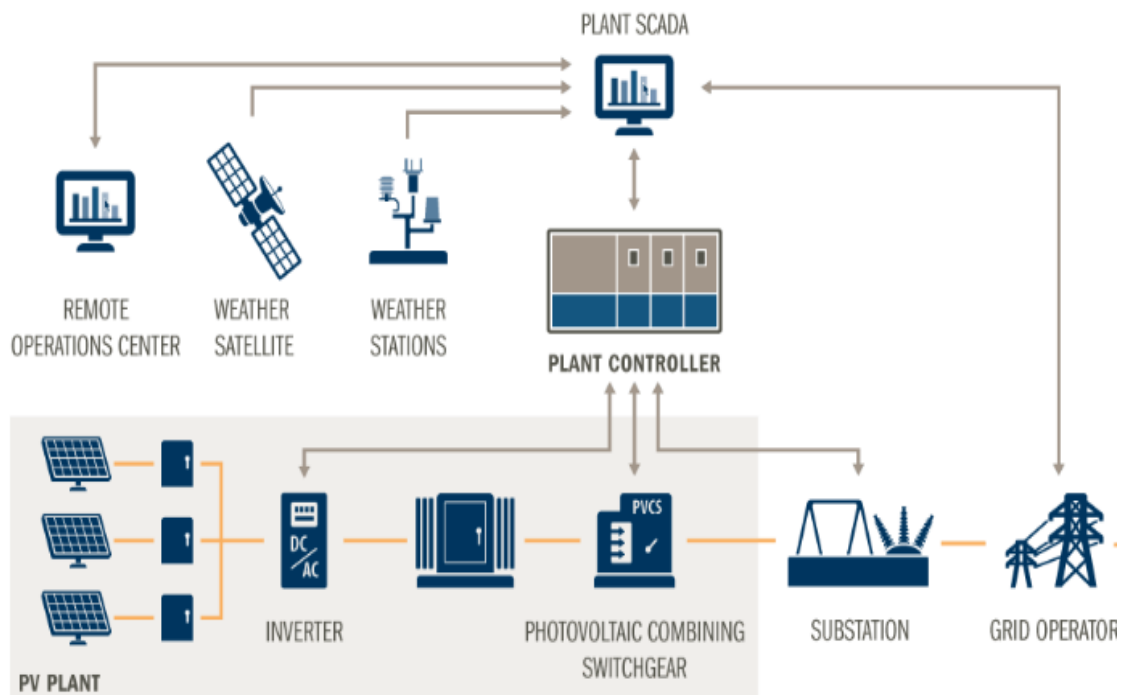 PLANT SCADA
REMOTE
OPERATIONS CENTER
WEATHER
SATELLITE
WEATHER
STATIONS
PLANT CONTROLLER
DC
AC
PVCS
INVERTER
PHOTOVOLTAIC COMBINING
SWITCHGEAR
SUBSTATION
GRID OPERATOR
PV PLANT